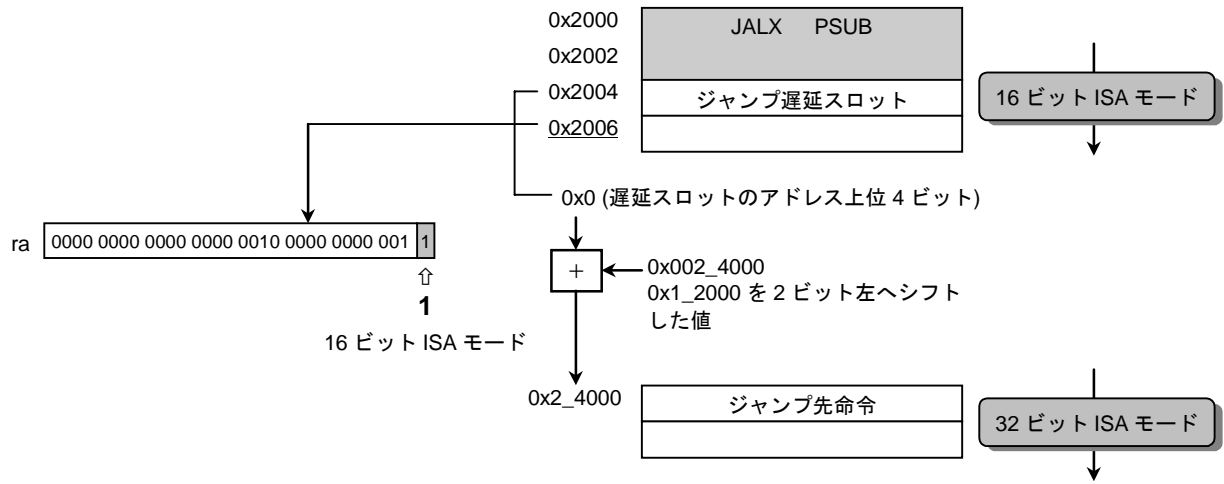 0x2000
JALX PSUB
0x2002
0x2004
ジャンプ遅延スロット
16 ビット ISA モード
0x2006
0x0 (遅延スロットのアドレス上位 4 ビット)
ra 0000 0000 0000 0000 0010 0000 0000 001 1
⇧
1
16 ビット ISA モード
+
0x002_4000
0x1_2000 を 2 ビット左へシフト
した値
0x2_4000
ジャンプ先命令
32 ビット ISA モード